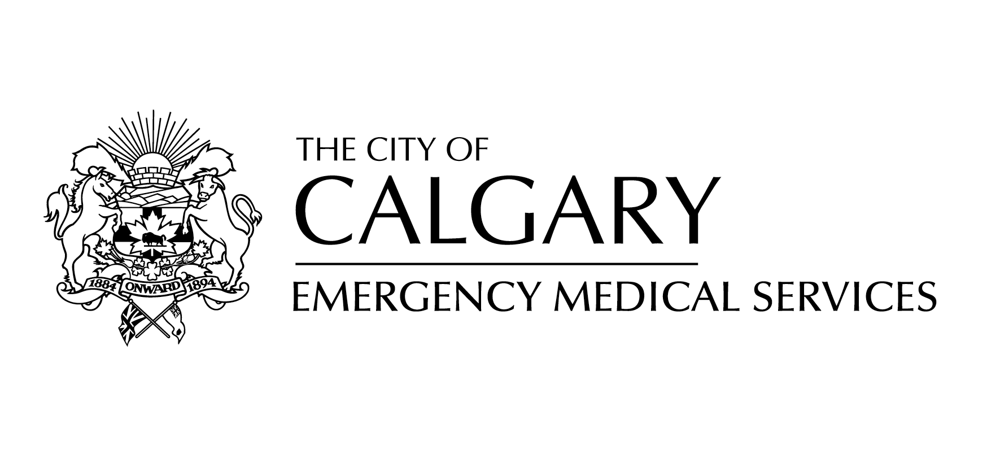 THE CITY OF
CALGARY
EMERGENCY MEDICAL SERVICES
1884 ONWARD 1894